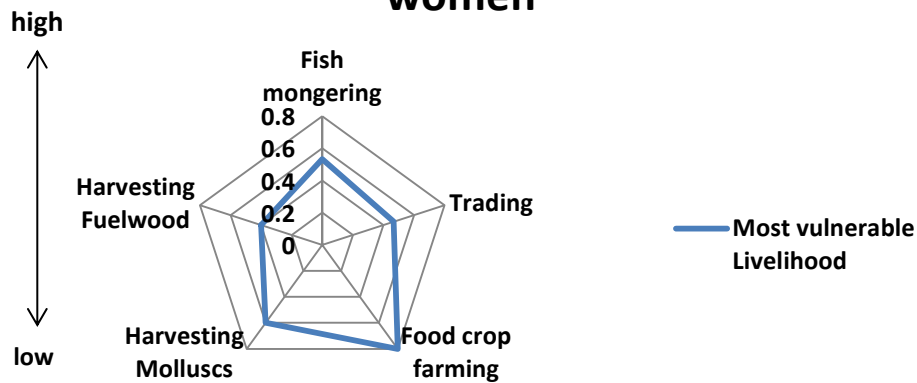 women
high
Fish
mongering
0.8
0.6
0.4
0.2
0
Harvesting
Fuelwood
Trading
Most vulnerable
Livelihood
Harvesting
Molluscs
Food crop
farming
low